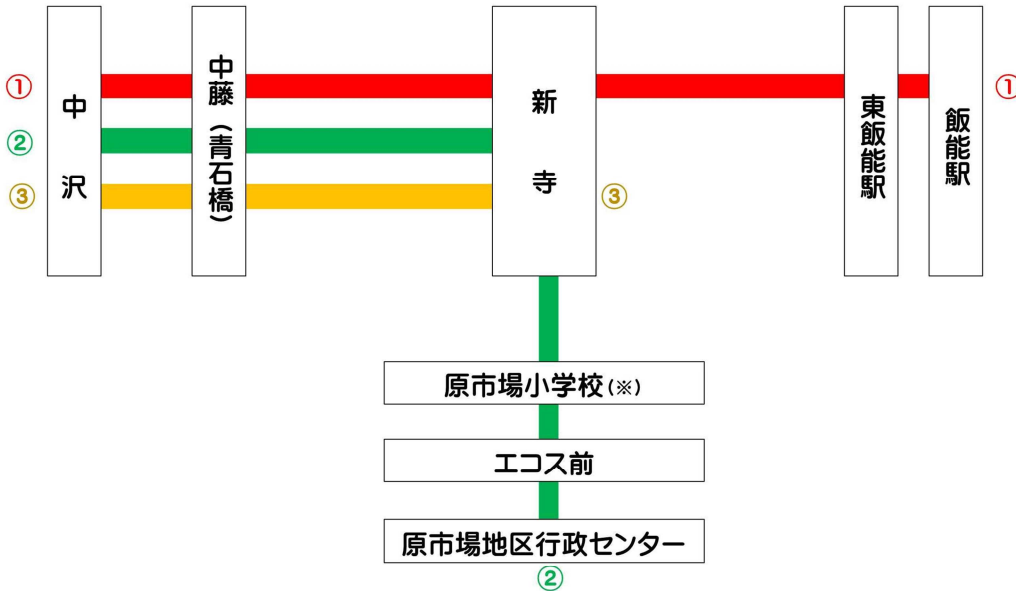 ①
②
③
中沢
中藤（青石橋）
新寺
③
東飯能駅
飯能駅
①
原市場小学校(※)
エコス前
原市場地区行政センター
②